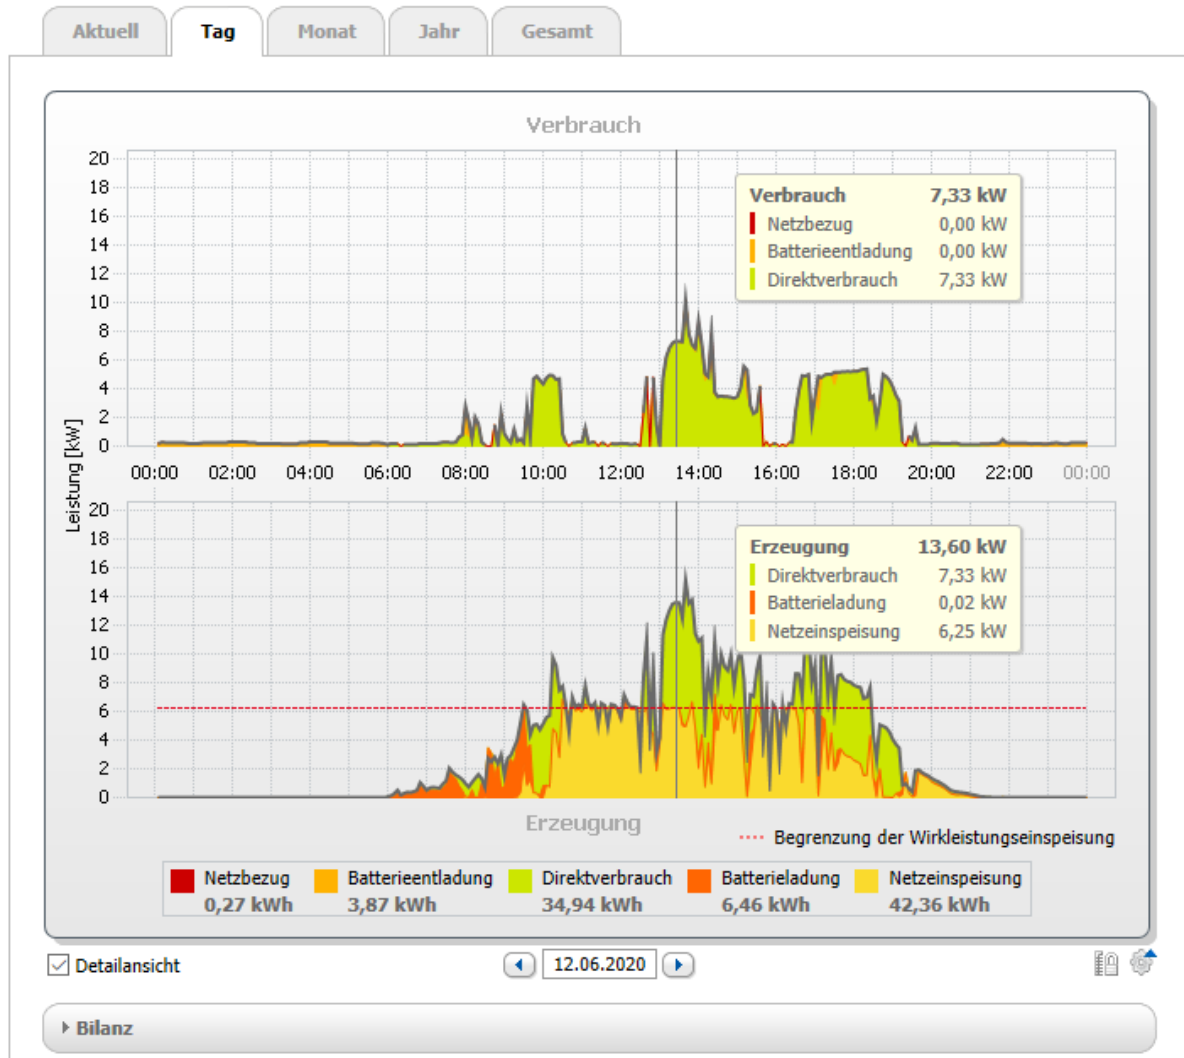 Aktuell Tag Monat Jahr Gesamt
Verbrauch
20
18
16
14
12
10
8
6
4
2
0
Verbrauch 7,33 kW
Netzbezug 0,00 kW
Batterieentladung 0,00 kW
Direktverbrauch 7,33 kW
Leistung [kW]
00:00 02:00 04:00 06:00 08:00 10:00 12:00 14:00 16:00 18:00 20:00 22:00 00:00
20
18
16
14
12
10
8
6
4
2
0
Erzeugung 13,60 kW
Direktverbrauch 7,33 kW
Batterieladung 0,02 kW
Netzeinspeisung 6,25 kW
Erzeugung
Begrenzung der Wirkleistungseinspeisung
Netzbezug Batterieentladung Direktverbrauch Batterieladung Netzeinspeisung
0,27 kWh 3,87 kWh 34,94 kWh 6,46 kWh 42,36 kWh
Detailansicht 12.06.2020
Bilanz